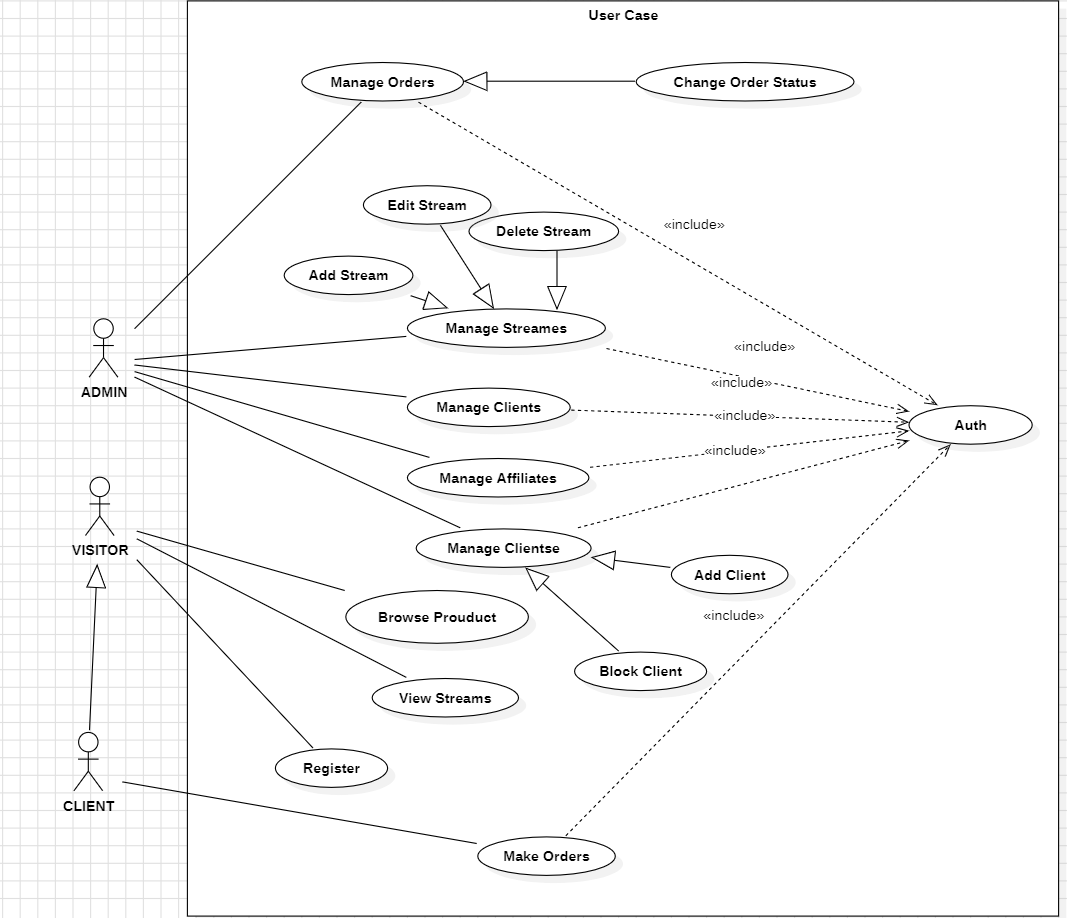 User Case
Manage Orders
Change Order Status
Edit Stream
Delete Stream
«include»
Add Stream
Manage Streames
«include»
ADMIN
«include»
Manage Clients
«include»
Auth
«include»
Manage Affiliates
VISITOR
Manage Clientse
Add Client
Browse Prouduct
«include»
Block Client
View Streams
Register
CLIENT
Make Orders